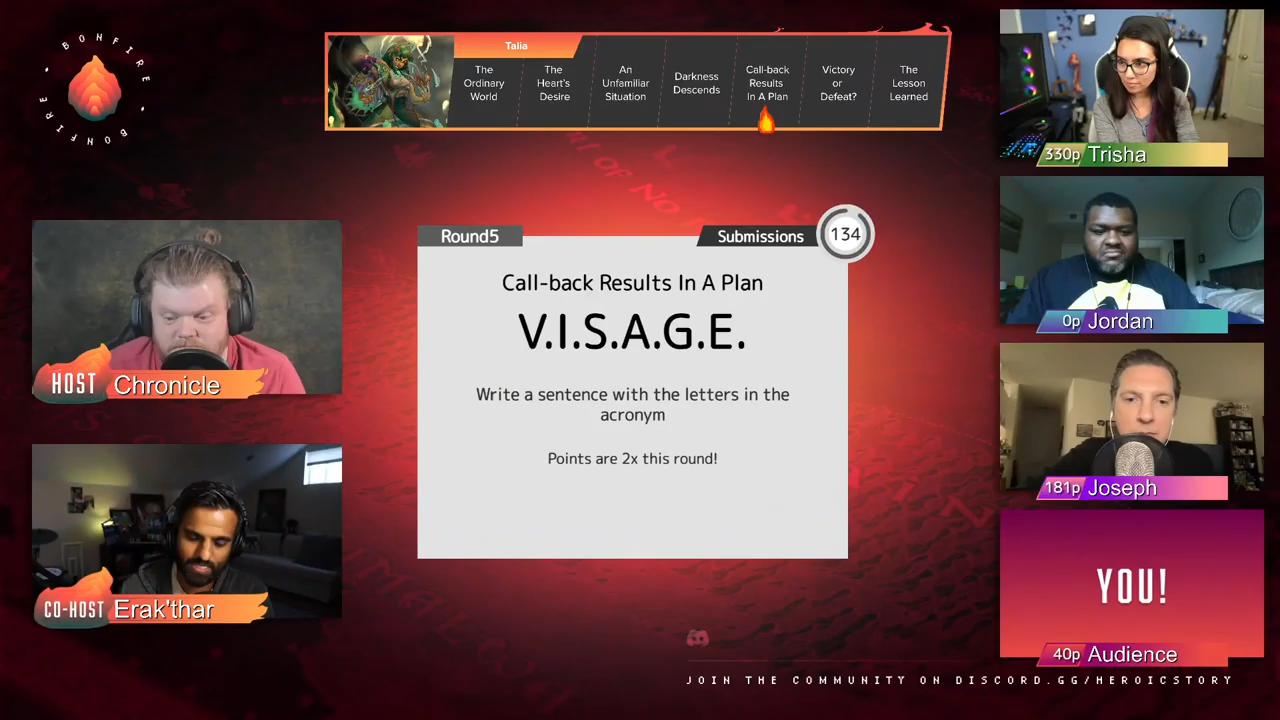 BONFIRE • BONFIRE •
Talia
The
Ordinary
World
The
Heart's
Desire
An
Unfamiliar
Situation
Darkness
Descends
Call-back
Results
In A Plan
Victory
or
Defeat?
The
Lesson
Learned
330p Trisha
Round5
Submissions
134
Call-back Results In A Plan
V.I.S.A.G.E.
Write a sentence with the letters in the
acronym
Points are 2x this round!
0p Jordan
HOST Chronicle
181p Joseph
YOU!
CO-HOST Erak'thar
40p Audience
JOIN THE COMMUNITY ON DISCORD.GG/HEROICSTORY